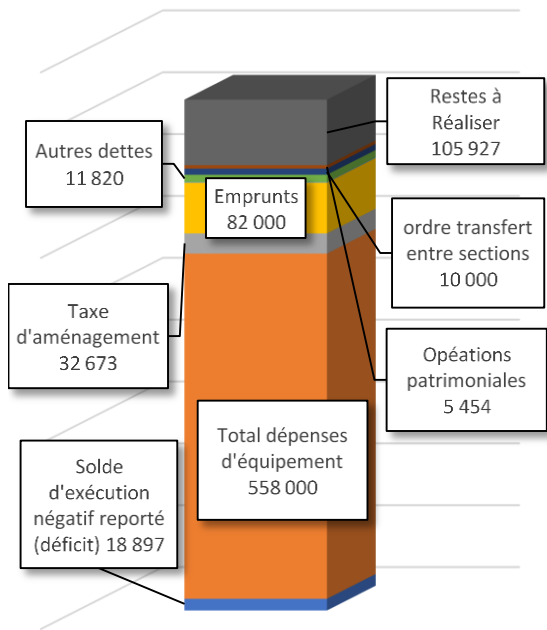 Restes à
Réaliser
105 927
Autres dettes
11 820
Emprunts
82 000
ordre transfert
entre sections
10 000
Taxe
d'aménagement
32 673
Opéations
patrimoniales
5 454
Total dépenses
d'équipement
558 000
Solde
d'exécution
négatif reporté
(déficit) 18 897